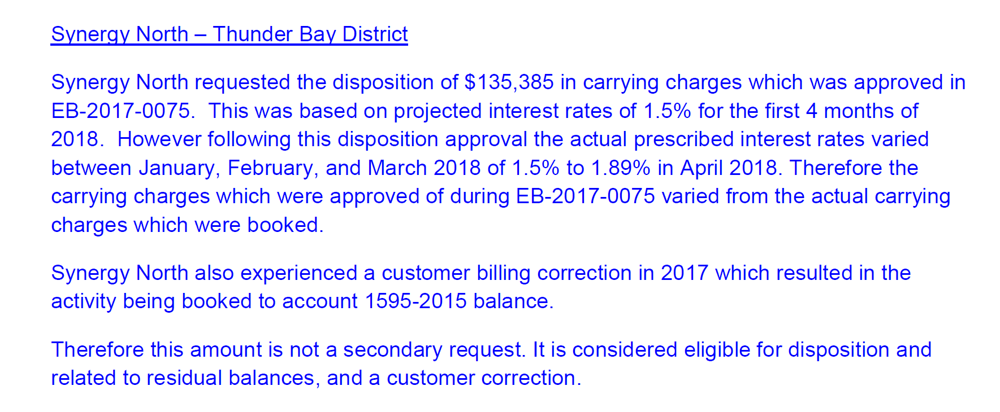 Synergy North – Thunder Bay District
Synergy North requested the disposition of $135,385 in carrying charges which was approved in
EB-2017-0075.  This was based on projected interest rates of 1.5% for the first 4 months of
2018.  However following this disposition approval the actual prescribed interest rates varied
between January, February, and March 2018 of 1.5% to 1.89% in April 2018. Therefore the
carrying charges which were approved of during EB-2017-0075 varied from the actual carrying
charges which were booked.
Synergy North also experienced a customer billing correction in 2017 which resulted in the
activity being booked to account 1595-2015 balance.
Therefore this amount is not a secondary request. It is considered eligible for disposition and
related to residual balances, and a customer correction.